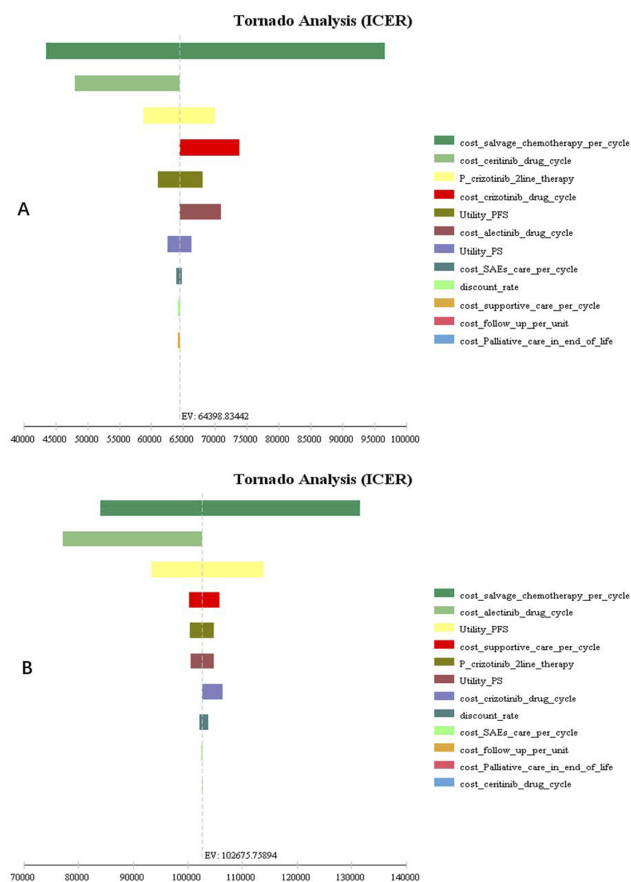 Tornado Analysis (ICER)
A
cost_salvage_chemotherapy_per_cycle
cost_ceritinib_drug_cycle
P_crizotinib_2line_therapy
cost_crizotinib_drug_cycle
Utility_PFS
cost_alectinib_drug_cycle
Utility_PS
cost_SAEs_care_per_cycle
discount_rate
cost_supportive_care_per_cycle
cost_follow_up_per_unit
cost_Palliative_care_in_end_of_life
EV: 64398.83442
40000 45000 50000 55000 60000 65000 70000 75000 80000 85000 90000 95000 100000
Tornado Analysis (ICER)
B
cost_salvage_chemotherapy_per_cycle
cost_alectinib_drug_cycle
Utility_PFS
cost_supportive_care_per_cycle
P_crizotinib_2line_therapy
Utility_PS
cost_crizotinib_drug_cycle
discount_rate
cost_SAEs_care_per_cycle
cost_follow_up_per_unit
cost_Palliative_care_in_end_of_life
cost_ceritinib_drug_cycle
EV: 102675.75894
70000 80000 90000 100000 110000 120000 130000 140000